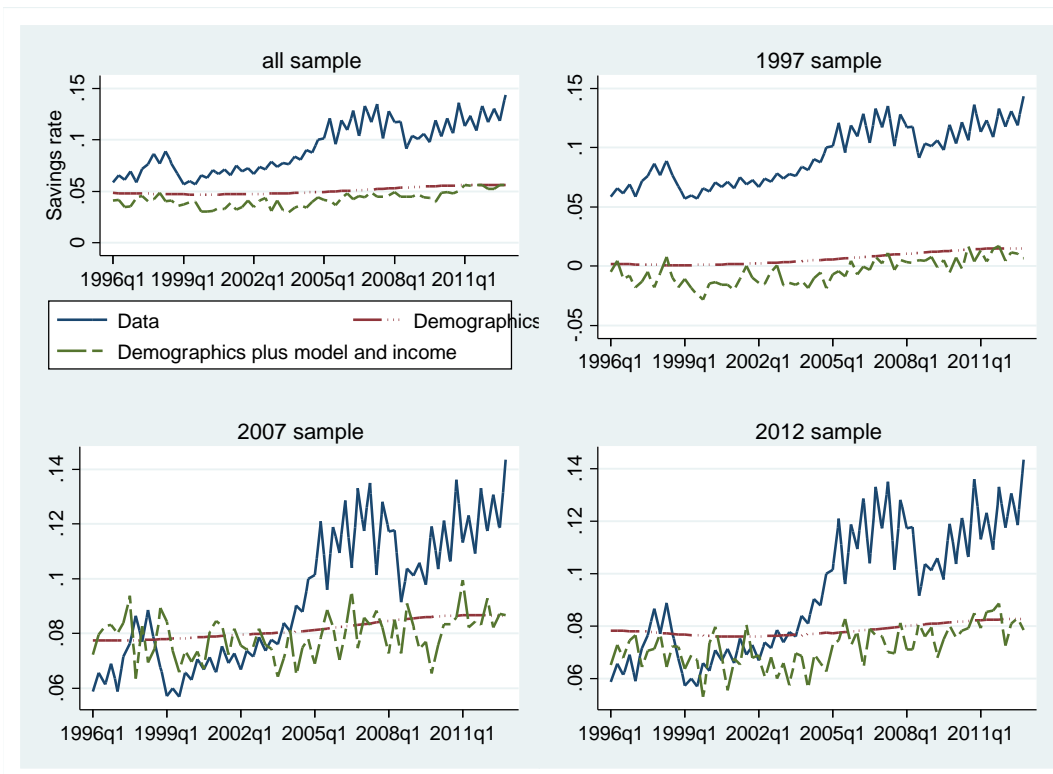 all sample
Savings rate
0 .05 .1 .15
1996q1 1999q1 2002q1 2005q1 2008q1 2011q1
Data
Demographics
Demographics plus model and income
1997 sample
-.05 0 .05 .1 .15
1996q1 1999q1 2002q1 2005q1 2008q1 2011q1
2007 sample
.06 .08 .1 .12 .14
1996q1 1999q1 2002q1 2005q1 2008q1 2011q1
2012 sample
.06 .08 .1 .12 .14
1996q1 1999q1 2002q1 2005q1 2008q1 2011q1